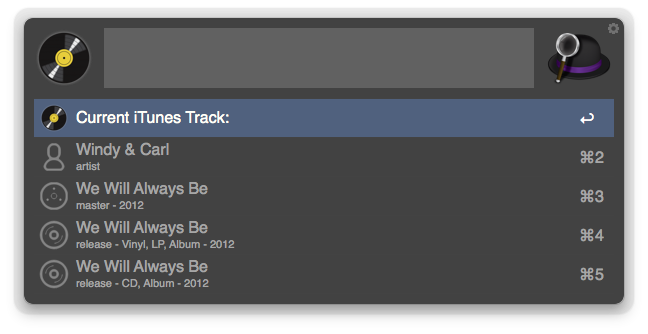 Current iTunes Track:
↩
Windy & Carl
artist
⌘2
We Will Always Be
master - 2012
⌘3
We Will Always Be
release - Vinyl, LP, Album - 2012
⌘4
We Will Always Be
release - CD, Album - 2012
⌘5